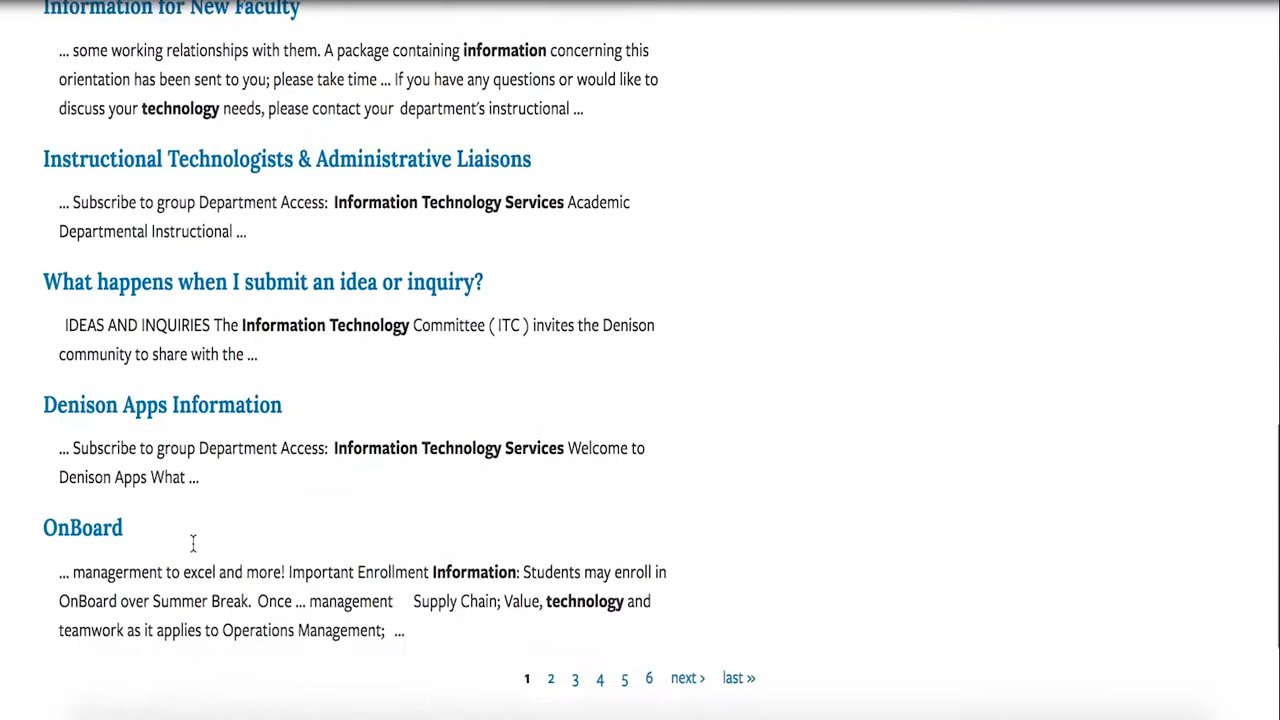 Information for New Faculty
... some working relationships with them. A package containing information concerning this
orientation has been sent to you; please take time ... If you have any questions or would like to
discuss your technology needs, please contact your department's instructional ...
Instructional Technologists & Administrative Liaisons
... Subscribe to group Department Access: Information Technology Services Academic
Departmental Instructional ...
What happens when I submit an idea or inquiry?
IDEAS AND INQUIRIES The Information Technology Committee ( ITC ) invites the Denison
community to share with the ...
Denison Apps Information
... Subscribe to group Department Access: Information Technology Services Welcome to
Denison Apps What ...
OnBoard
... managerment to excel and more! Important Enrollment Information: Students may enroll in
OnBoard over Summer Break. Once ... management Supply Chain; Value, technology and
teamwork as it applies to Operations Management; ...
1 2 3 4 5 6 next › last »